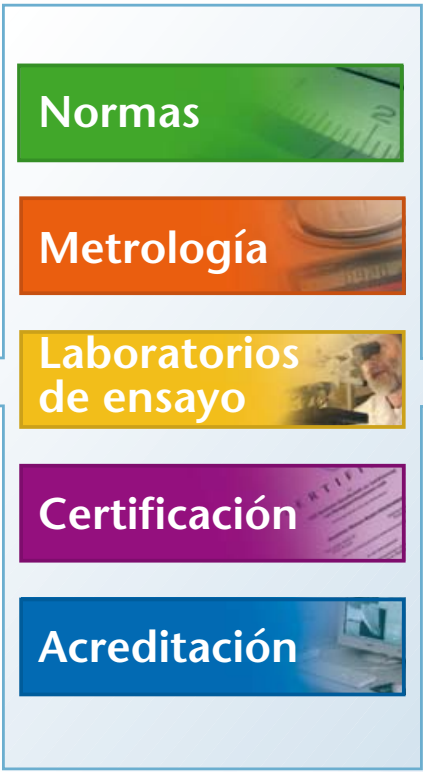 Normas
Metrología
Laboratorios
de ensayo
Certificación
Acreditación